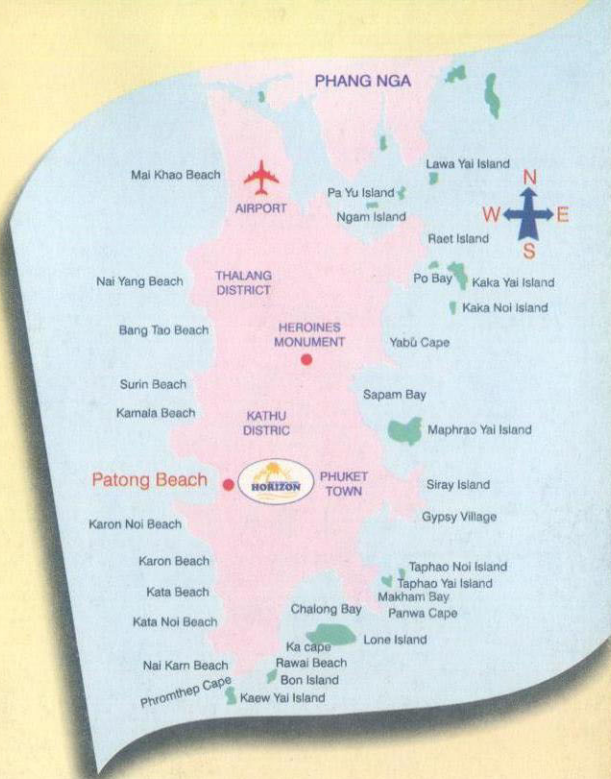 PHANG NGA
Lawa Yai Island
Mai Khao Beach
N
Pa Yu Island
AIRPORT
W
E
Ngam Island
Raet Island
S
Nai Yang Beach
THALANG
DISTRICT
Po Bay
Kaka Yai Island
Kaka Noi Island
Bang Tao Beach
HEROINES
MONUMENT
Yabū Cape
Surin Beach
Sapam Bay
Kamala Beach
KATHU
DISTRIC
Maphrao Yai Island
Patong Beach
HORIZON
PHUKET
TOWN
Siray Island
Gypsy Village
Karon Noi Beach
Karon Beach
Taphao Noi Island
Taphao Yai Island
Kata Beach
Makham Bay
Chalong Bay
Panwa Cape
Kata Noi Beach
Lone Island
Ka cape
Nai Karn Beach
Rawai Beach
Phromthep Cape
Bon Island
Kaew Yai Island